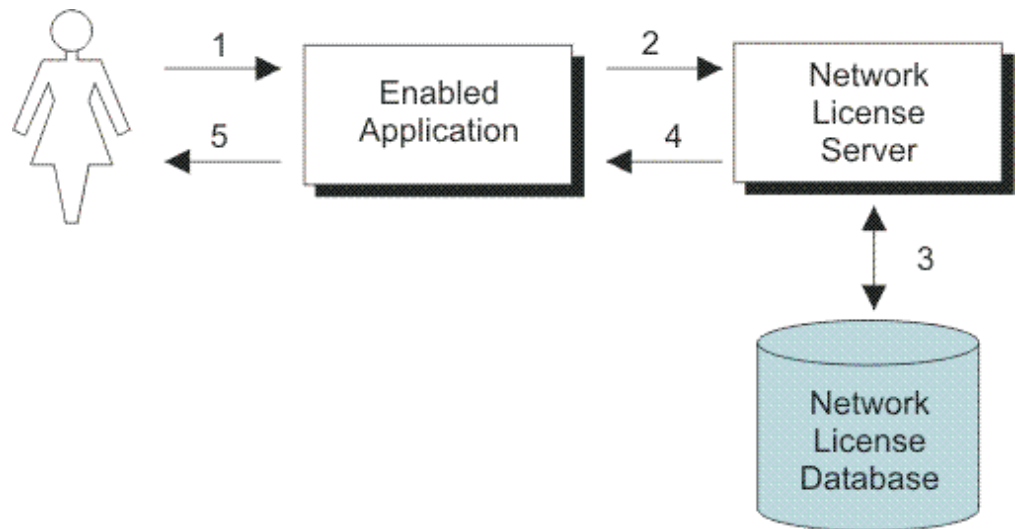 1
Enabled
Application
2
Network
License
Server
5
4
3
Network
License
Database